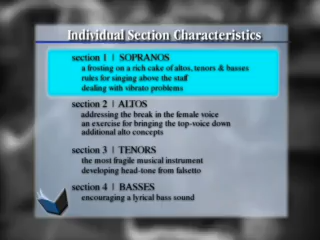 Individual Section Characteristics
section 1 | SOPRANOS
a frosting on a rich cake of altos, tenors & basses
rules for singing above the staff
dealing with vibrato problems
section 2 | ALTOS
addressing the break in the female voice
an exercise for bringing the top-voice down
additional alto concepts
section 3 | TENORS
the most fragile musical instrument
developing head-tone from falsetto
section 4 | BASSES
encouraging a lyrical bass sound